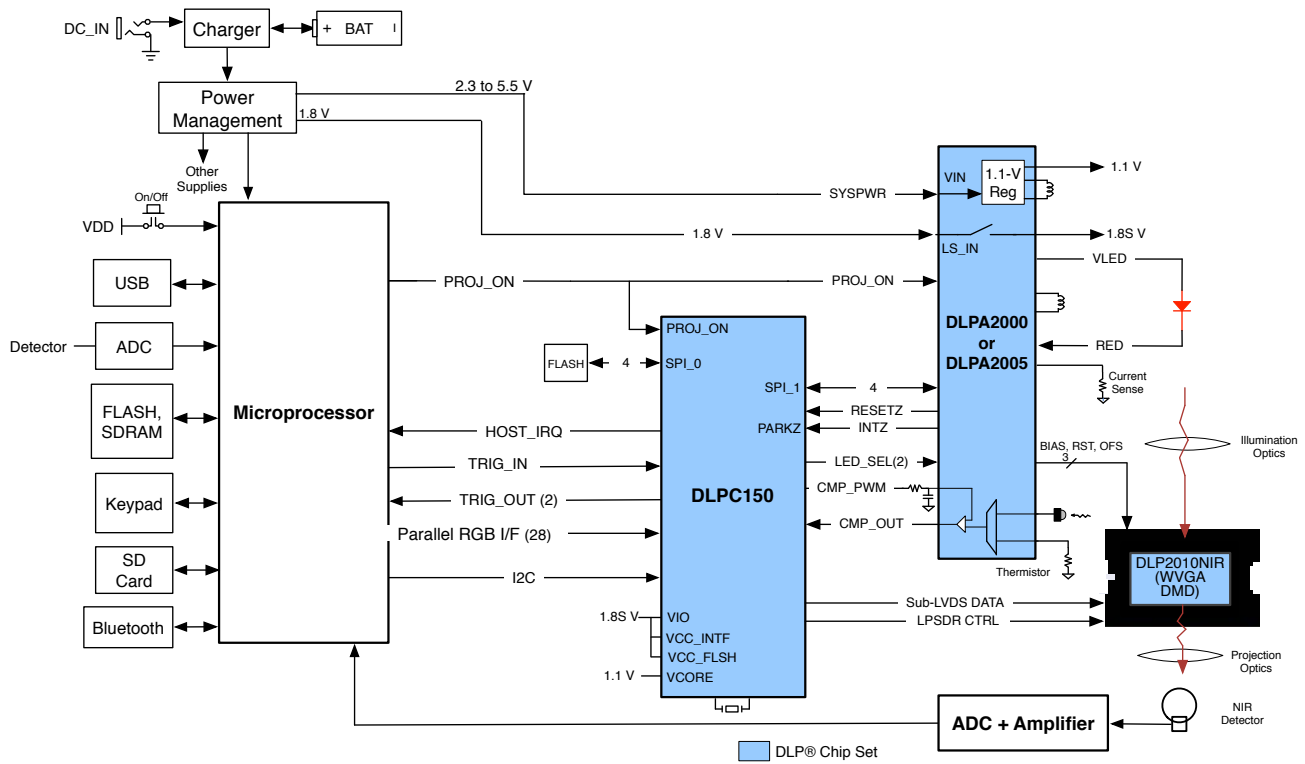 DC_IN
Charger
+ BAT –
Power
Management
2.3 to 5.5 V
1.8 V
Other
Supplies
On/Off
VDD
USB
Detector
ADC
FLASH,
SDRAM
Keypad
SD
Card
Bluetooth
Microprocessor
SYSPWR
1.8 V
PROJ_ON
PROJ_ON
HOST_IRQ
TRIG_IN
TRIG_OUT (2)
Parallel RGB I/F (28)
I2C
FLASH
4
PROJ_ON
SPI_0
SPI_1
PARKZ
DLPC150
1.8S V
VIO
VCC_INTF
VCC_FLSH
1.1 V
VCORE
4
RESETZ
INTZ
LED_SEL(2)
CMP_PWM
CMP_OUT
Sub-LVDS DATA
LPSDR CTRL
VIN
1.1-V
Reg
LS_IN
DLPA2000
or
DLPA2005
1.1 V
1.8S V
VLED
RED
Current
Sense
BIAS, RST, OFS
3
Thermistor
Illumination
Optics
DLP2010NIR
(WVGA
DMD)
Projection
Optics
NIR
Detector
ADC + Amplifier
DLP® Chip Set